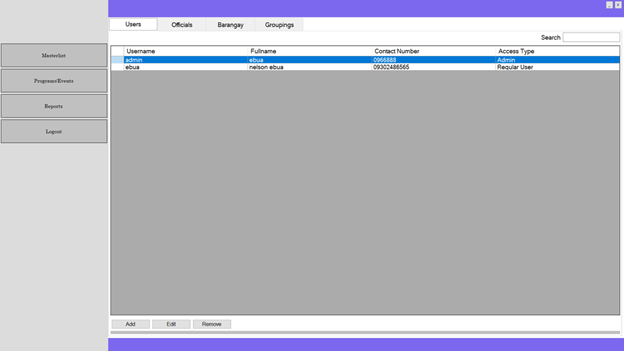 Users Officials Barangay Groupings
Search
Masterlist
Programs/Events
Reports
Logout
Username Fullname Contact Number Access Type
admin ebua 0966888 Admin
ebua nelson ebua 09302486565 Regular User
Add Edit Remove